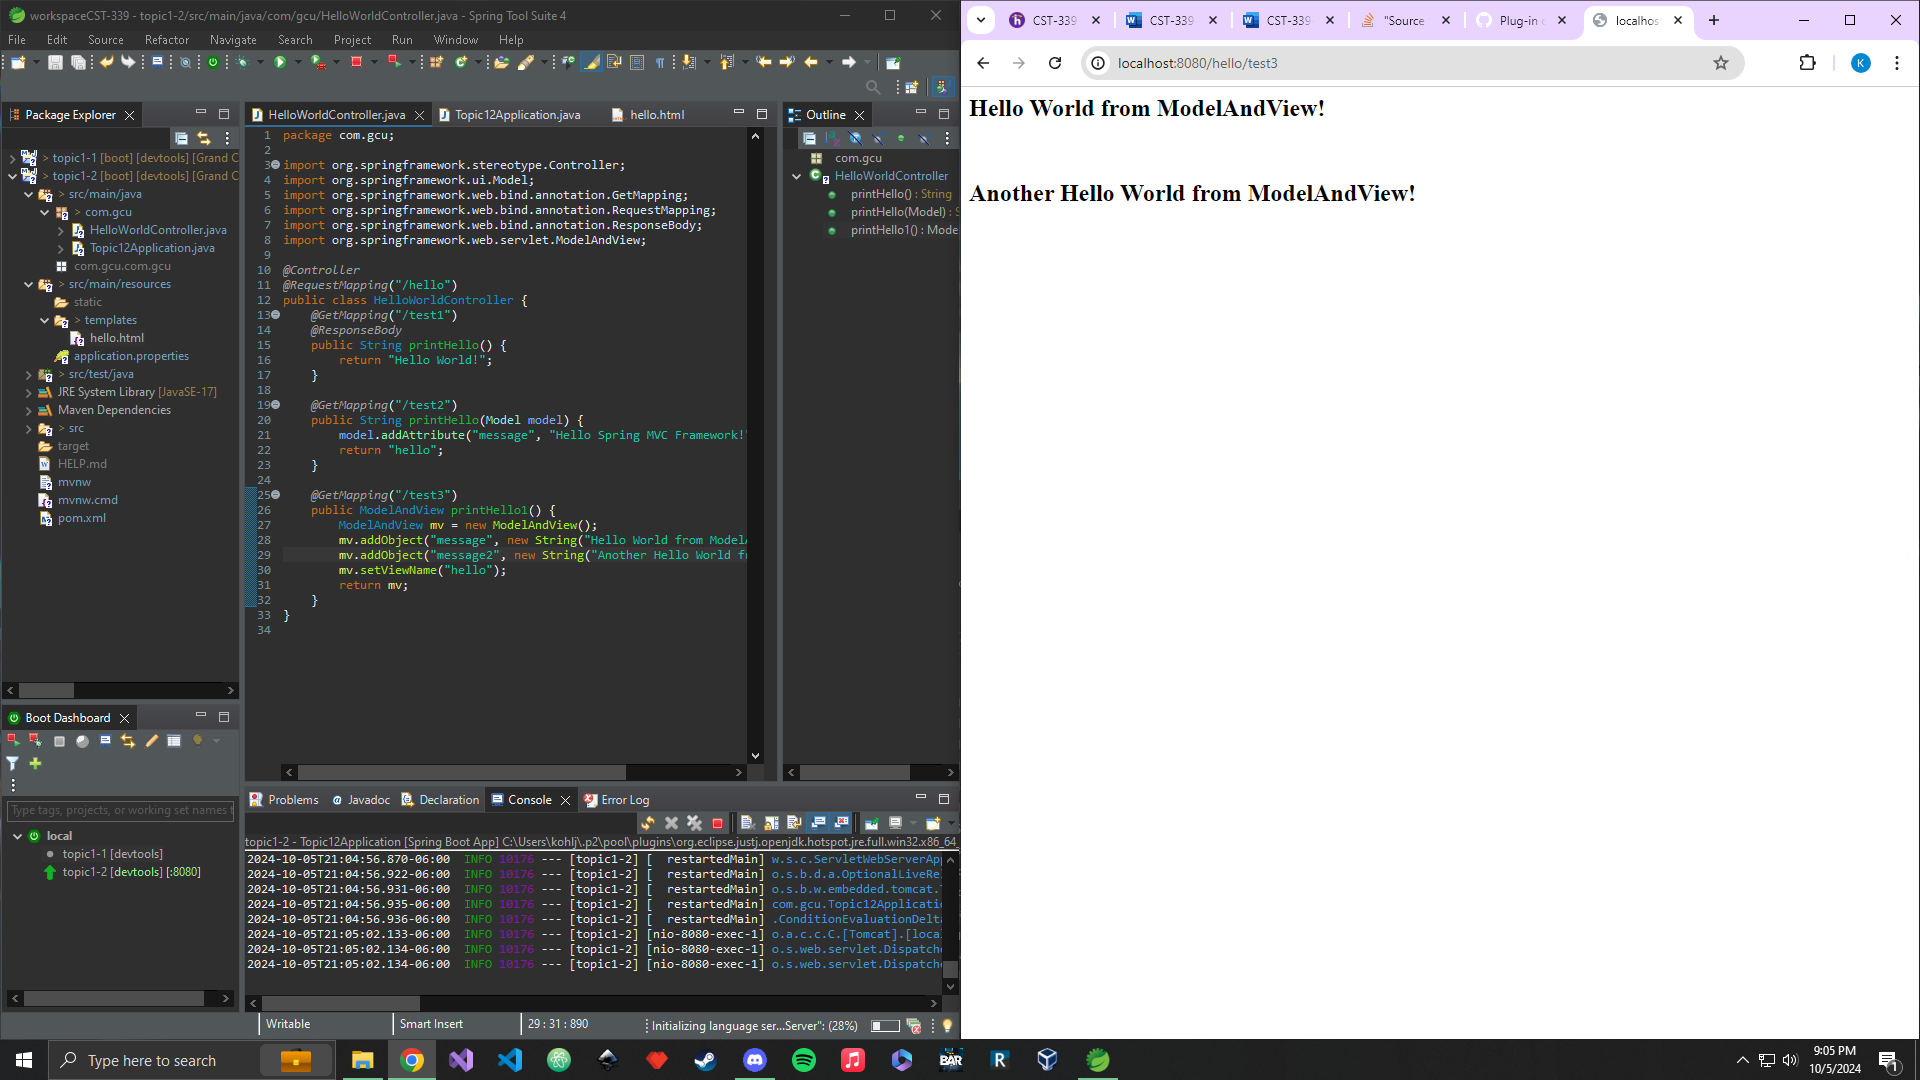 workspaceCST-339 - topic1-2/src/main/java/com/gcu/HelloWorldController.java - Spring Tool Suite 4
File Edit Source Refactor Navigate Search Project Run Window Help
Package Explorer
> topic1-1 [boot] [devtools] [Grand C
> topic1-2 [boot] [devtools] [Grand C
> src/main/java
> com.gcu
HelloWorldController.java
Topic12Application.java
com.gcu.com.gcu
> src/main/resources
static
> templates
hello.html
application.properties
> src/test/java
JRE System Library [JavaSE-17]
Maven Dependencies
> src
target
HELP.md
mvnw
mvnw.cmd
pom.xml
HelloWorldController.java
Topic12Application.java
hello.html
1 package com.gcu;
2
3 import org.springframework.stereotype.Controller;
4 import org.springframework.ui.Model;
5 import org.springframework.web.bind.annotation.GetMapping;
6 import org.springframework.web.bind.annotation.RequestMapping;
7 import org.springframework.web.bind.annotation.ResponseBody;
8 import org.springframework.web.servlet.ModelAndView;
9
10 @Controller
11 @RequestMapping("/hello")
12 public class HelloWorldController {
13 @GetMapping("/test1")
14 @ResponseBody
15 public String printHello() {
16 return "Hello World!";
17 }
18
19 @GetMapping("/test2")
20 public String printHello(Model model) {
21 model.addAttribute("message", "Hello Spring MVC Framework!"
22 return "hello";
23 }
24
25 @GetMapping("/test3")
26 public ModelAndView printHello1() {
27 ModelAndView mv = new ModelAndView();
28 mv.addObject("message", new String("Hello World from ModelA
29 mv.addObject("message2", new String("Another Hello World fr
30 mv.setViewName("hello");
31 return mv;
32 }
33 }
34
Outline
com.gcu
HelloWorldController
printHello() : String
printHello(Model) : S
printHello1() : Mode
Boot Dashboard
Type tags, projects, or working set names t
local
topic1-1 [devtools]
topic1-2 [devtools] [:8080]
Problems
Javadoc
Declaration
Console
Error Log
topic1-2 - Topic12Application [Spring Boot App] C:\Users\kohlj\.p2\pool\plugins\org.eclipse.justj.openjdk.hotspot.jre.full.win32.x86_64_
2024-10-05T21:04:56.870-06:00 INFO 10176 --- [topic1-2] [ restartedMain] w.s.c.ServletWebServerApp
2024-10-05T21:04:56.922-06:00 INFO 10176 --- [topic1-2] [ restartedMain] o.s.b.d.a.OptionalLiveRe
2024-10-05T21:04:56.931-06:00 INFO 10176 --- [topic1-2] [ restartedMain] o.s.b.w.embedded.tomcat.
2024-10-05T21:04:56.935-06:00 INFO 10176 --- [topic1-2] [ restartedMain] com.gcu.Topic12Applicatio
2024-10-05T21:04:56.936-06:00 INFO 10176 --- [topic1-2] [ restartedMain] .ConditionEvaluationDelta
2024-10-05T21:05:02.133-06:00 INFO 10176 --- [topic1-2] [nio-8080-exec-1] o.a.c.c.C.[Tomcat].[loca
2024-10-05T21:05:02.134-06:00 INFO 10176 --- [topic1-2] [nio-8080-exec-1] o.s.web.servlet.Dispatche
2024-10-05T21:05:02.134-06:00 INFO 10176 --- [topic1-2] [nio-8080-exec-1] o.s.web.servlet.Dispatche
Writable
Smart Insert
29 : 31 : 890
Initializing language ser...Server": (28%)
CST-339
CST-339
CST-339
"Source
Plug-in
localhos
localhost:8080/hello/test3
K
Hello World from ModelAndView!
Another Hello World from ModelAndView!
Type here to search
BAR
R
9:05 PM
10/5/2024
1